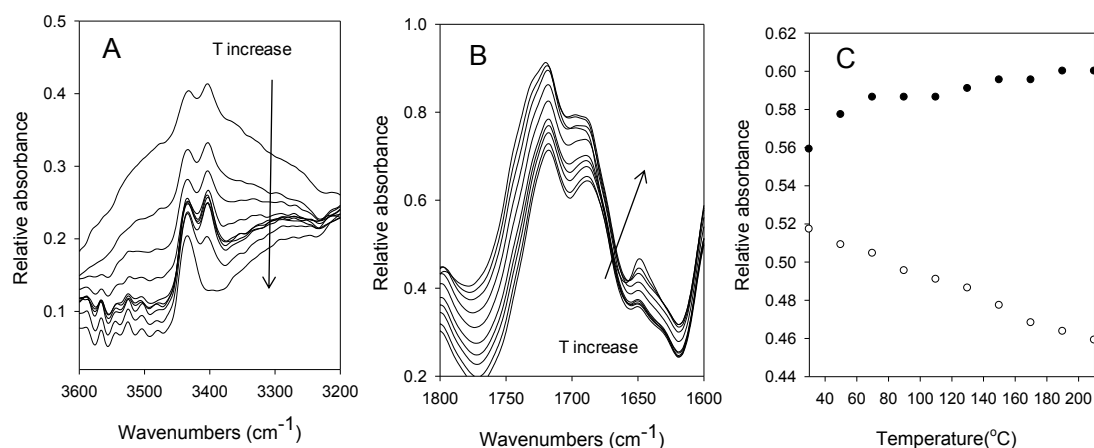 A
T increase
0.5
0.4
0.3
0.2
0.1
Relative absorbance
3600 3500 3400 3300 3200
Wavenumbers (cm⁻¹)
B
T increase
1.0
0.8
0.6
0.4
0.2
Relative absorbance
1800 1750 1700 1650 1600
Wavenumbers (cm⁻¹)
C
0.62
0.60
0.58
0.56
0.54
0.52
0.50
0.48
0.46
0.44
Relative absorbance
40 60 80 100 120 140 160 180 200
Temperature(°C)